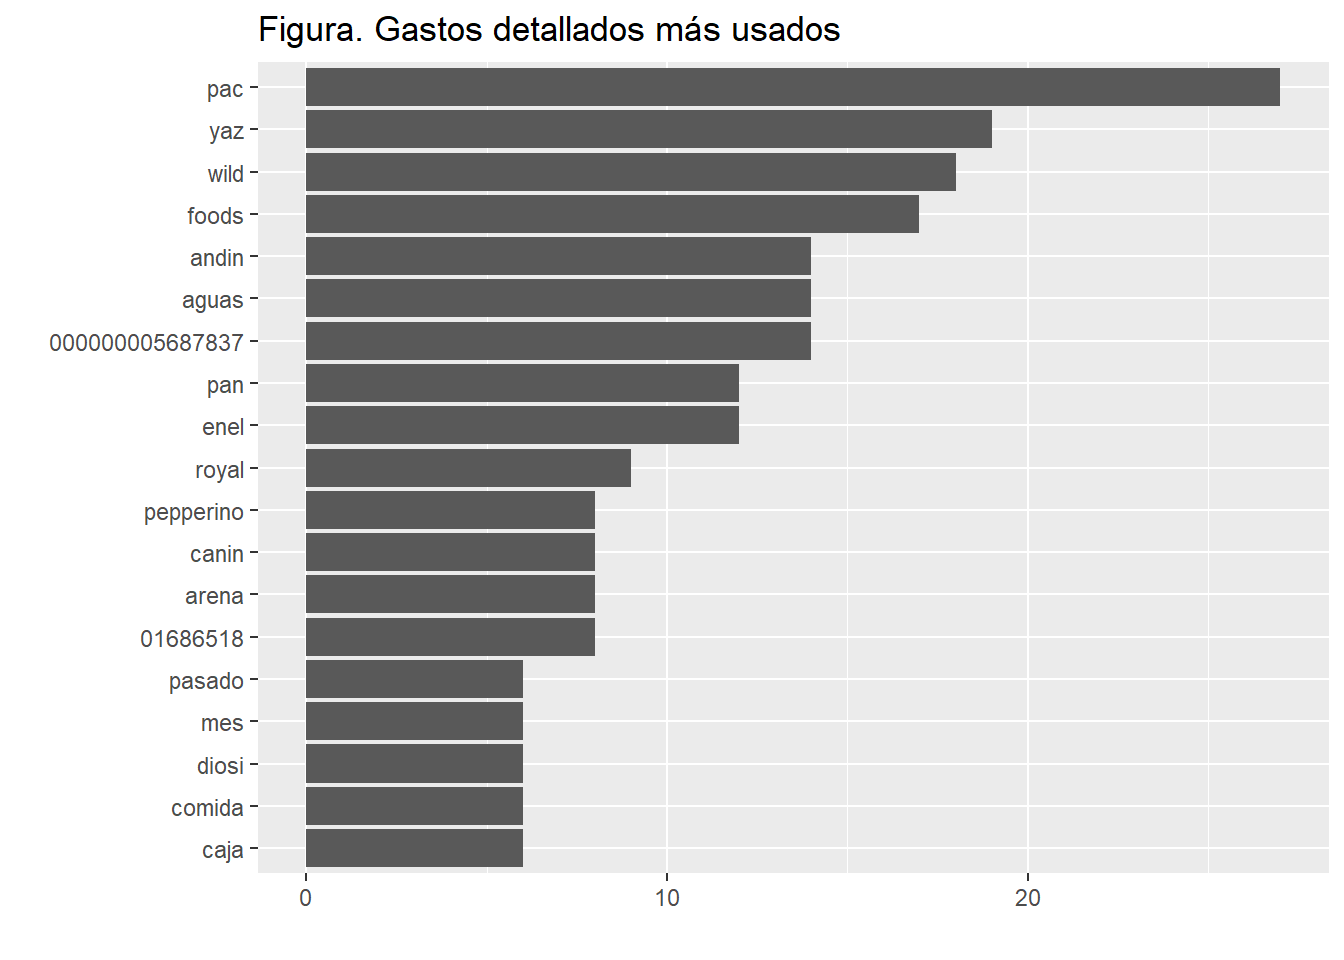 Figura. Gastos detallados más usados
pac
yaz
wild
foods
andin
aguas
000000005687837
pan
enel
royal
pepperino
canin
arena
01686518
pasado
mes
diosi
comida
caja
0 10 20